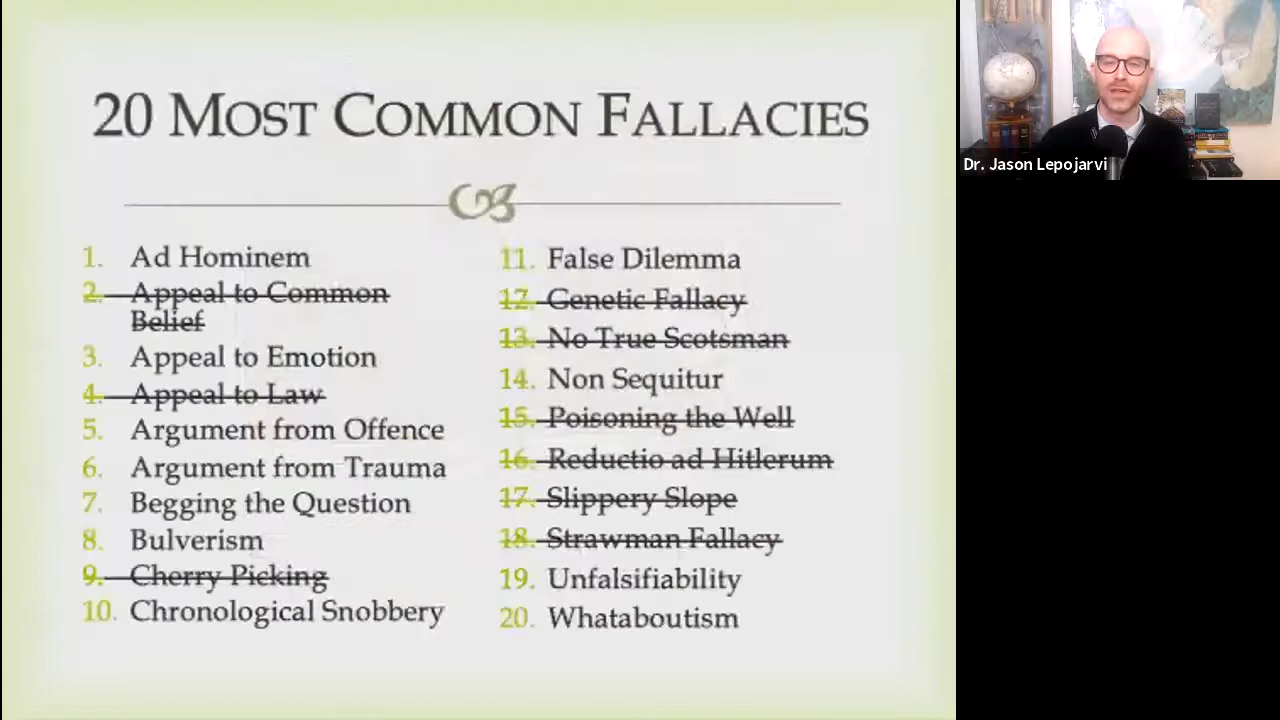 20 Most Common Fallacies
1. Ad Hominem
2. Appeal to Common
Belief
3. Appeal to Emotion
4. Appeal to Law
5. Argument from Offence
6. Argument from Trauma
7. Begging the Question
8. Bulverism
9. Cherry Picking
10. Chronological Snobbery
11. False Dilemma
12. Genetic Fallacy
13. No True Scotsman
14. Non Sequitur
15. Poisoning the Well
16. Reductio ad Hitlerum
17. Slippery Slope
18. Strawman Fallacy
19. Unfalsifiability
20. Whataboutism
Dr. Jason Lepojarvi